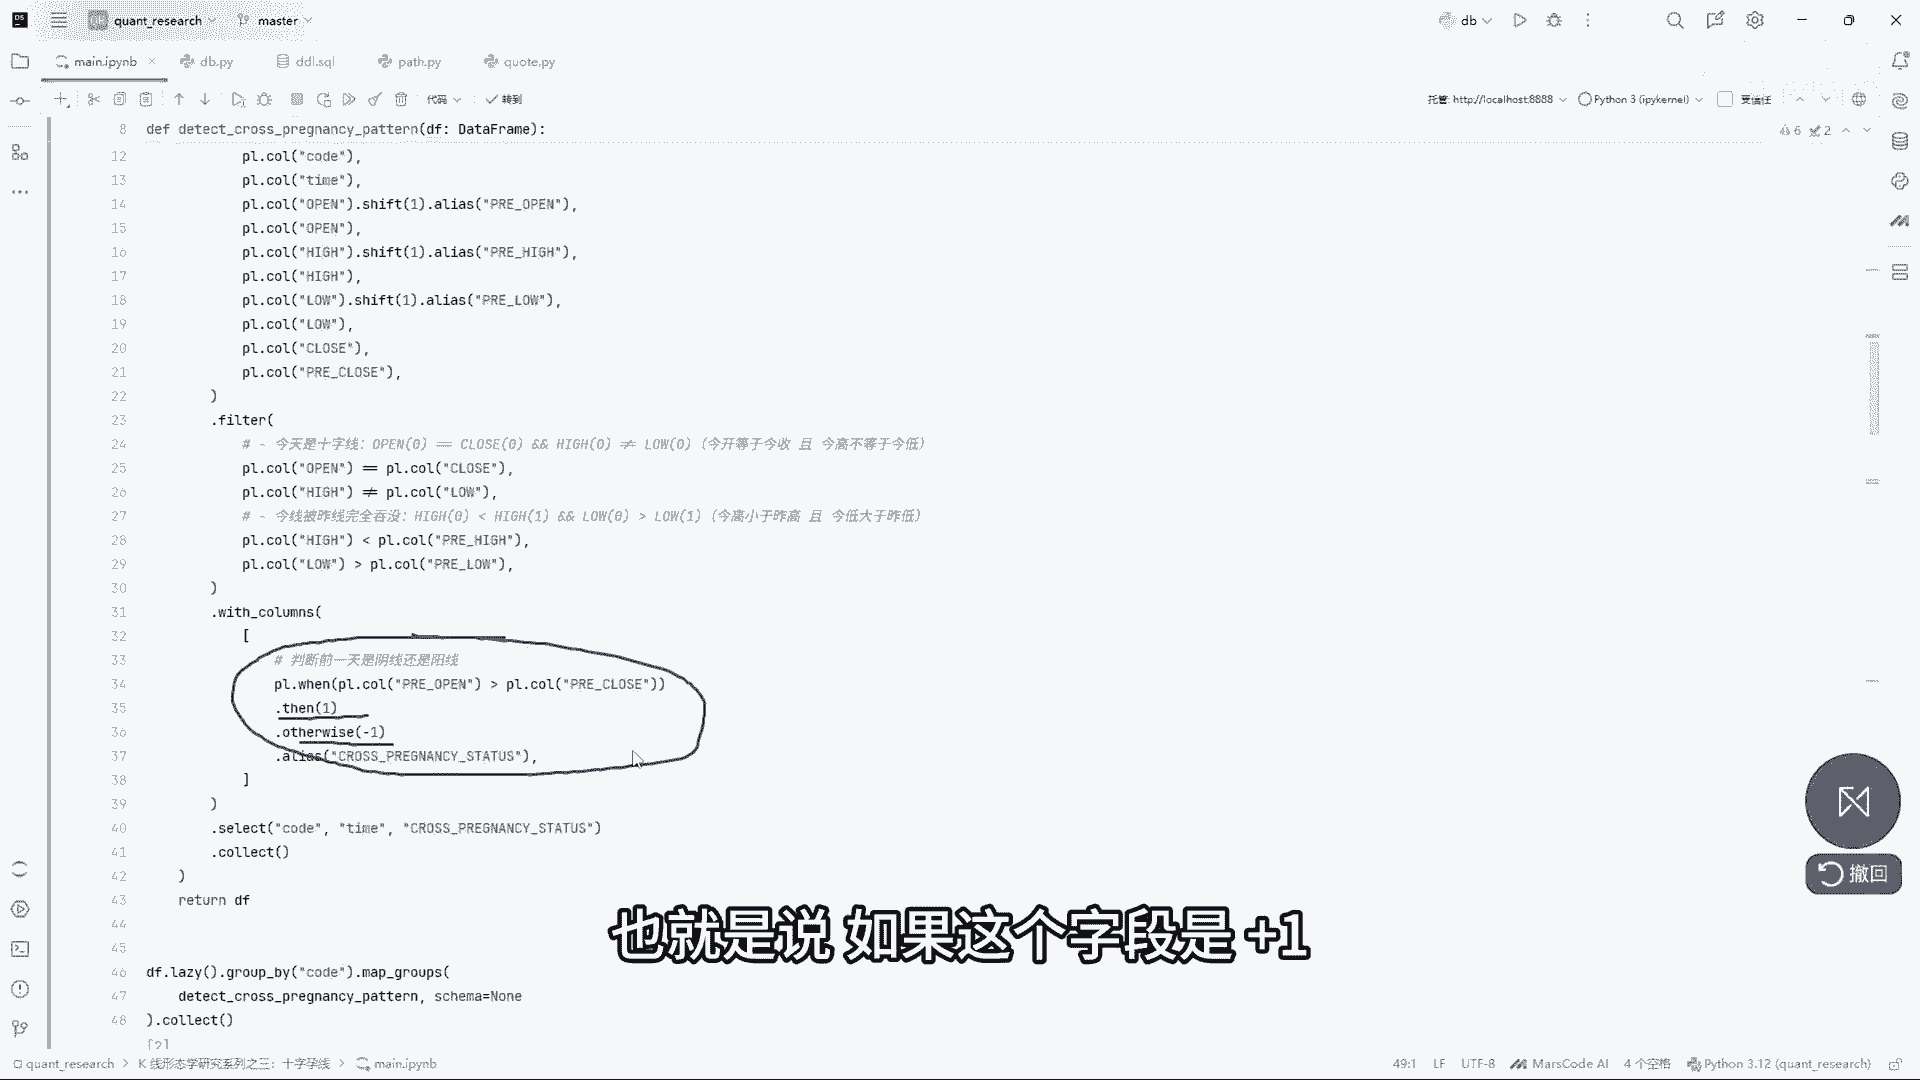 DS quant_research master db
main.ipynb × db.py ddl.sql path.py quote.py
代码 转到 托管: http://localhost:8888 Python 3 (ipykernel) 受信任
8 def detect_cross_pregnancy_pattern(df: DataFrame): 6 2
12 pl.col("code"),
13 pl.col("time"),
14 pl.col("OPEN").shift(1).alias("PRE_OPEN"),
15 pl.col("OPEN"),
16 pl.col("HIGH").shift(1).alias("PRE_HIGH"),
17 pl.col("HIGH"),
18 pl.col("LOW").shift(1).alias("PRE_LOW"),
19 pl.col("LOW"),
20 pl.col("CLOSE"),
21 pl.col("PRE_CLOSE"),
22 )
23 .filter(
24 # - 今天是十字线: OPEN(0) == CLOSE(0) && HIGH(0) ≠ LOW(0) (今开等于今收 且 今高不等于今低)
25 pl.col("OPEN") == pl.col("CLOSE"),
26 pl.col("HIGH") ≠ pl.col("LOW"),
27 # - 今线被昨线完全吞没: HIGH(0) < HIGH(1) && LOW(0) > LOW(1) (今高小于昨高 且 今低大于昨低)
28 pl.col("HIGH") < pl.col("PRE_HIGH"),
29 pl.col("LOW") > pl.col("PRE_LOW"),
30 )
31 .with_columns(
32 [
33 # 判断前一天是阴线还是阳线
34 pl.when(pl.col("PRE_OPEN") > pl.col("PRE_CLOSE"))
35 .then(1)
36 .otherwise(-1)
37 .alias("CROSS_PREGNANCY_STATUS"),
38 ]
39 )
40 .select("code", "time", "CROSS_PREGNANCY_STATUS")
41 .collect()
42 )
43 return df
44
45
46 df.lazy().group_by("code").map_groups(
47 detect_cross_pregnancy_pattern, schema=None
48 ).collect()
[2]
撤回
也就是说 如果这个字段是 +1
quant_research > K 线形态学研究系列之三: 十字孕线 > main.ipynb 49:1 LF UTF-8 MarsCode AI 4 个空格 Python 3.12 (quant_research)